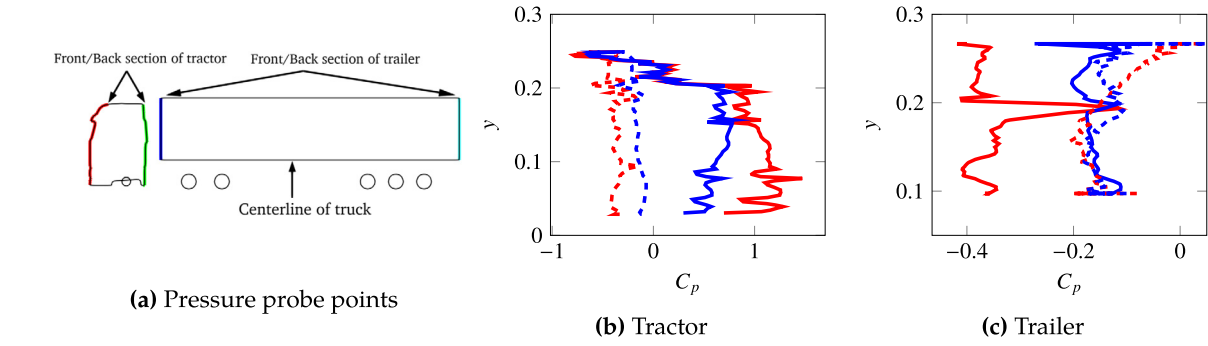 Front/Back section of tractor
Front/Back section of trailer
Centerline of truck
(a) Pressure probe points
0.3
0.2
0.1
0
y
−1
0
1
C_p
(b) Tractor
0.3
0.2
0.1
y
−0.4
−0.2
0
C_p
(c) Trailer